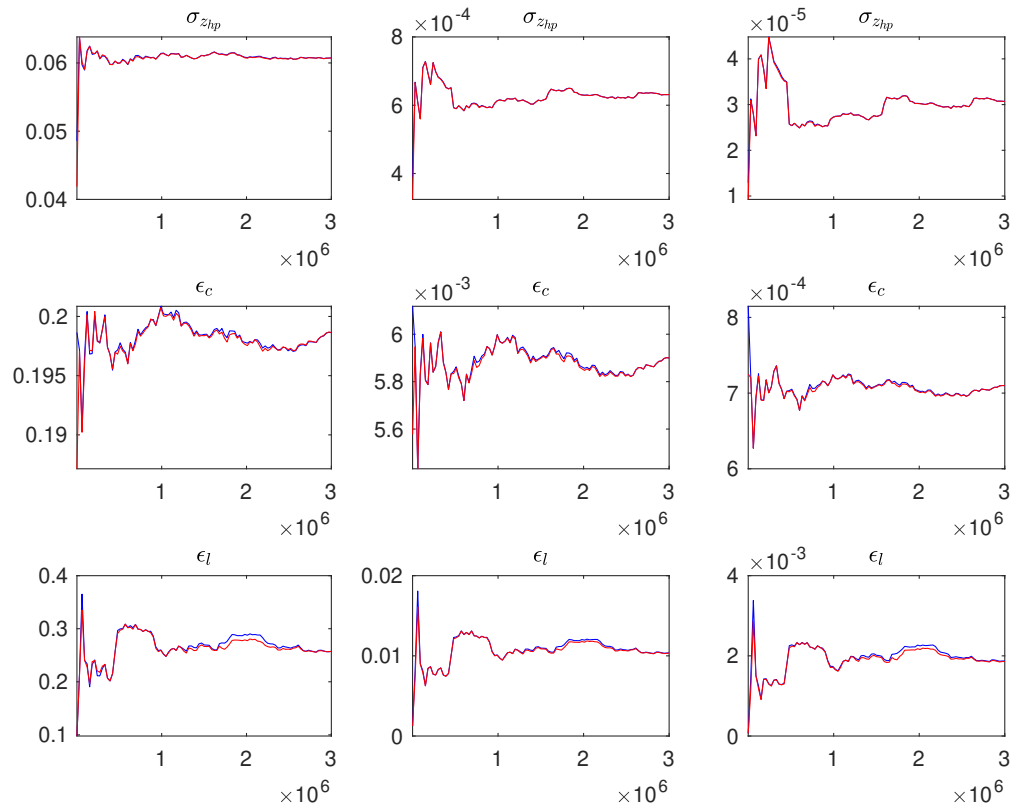 σ_{z_{hp}} σ_{z_{hp}} σ_{z_{hp}}
×10^{-4} ×10^{-5}
0.06 8 4
0.05 6 3
0.04 4 2
1
1 2 3 1 2 3 1 2 3
×10^6 ×10^6 ×10^6
ϵ_c ϵ_c ϵ_c
×10^{-3} ×10^{-4}
0.2 6 8
0.195 5.8 7
0.19 5.6 6
1 2 3 1 2 3 1 2 3
×10^6 ×10^6 ×10^6
ϵ_l ϵ_l ϵ_l
×10^{-3}
0.4 0.02 4
0.3 0.01 2
0.2 0 0
0.1
1 2 3 1 2 3 1 2 3
×10^6 ×10^6 ×10^6